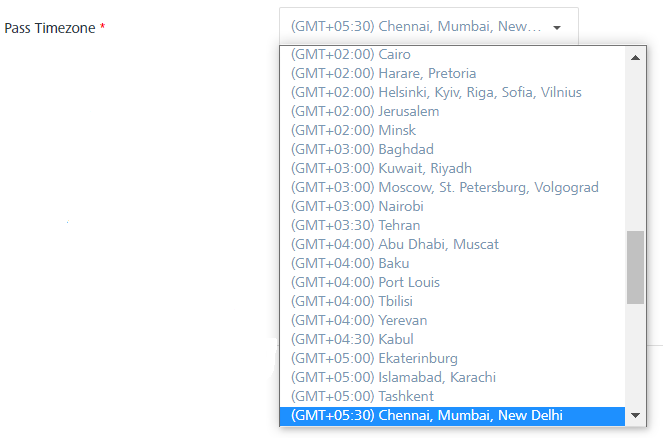 Pass Timezone *
(GMT+05:30) Chennai, Mumbai, New...
(GMT+02:00) Cairo
(GMT+02:00) Harare, Pretoria
(GMT+02:00) Helsinki, Kyiv, Riga, Sofia, Vilnius
(GMT+02:00) Jerusalem
(GMT+02:00) Minsk
(GMT+03:00) Baghdad
(GMT+03:00) Kuwait, Riyadh
(GMT+03:00) Moscow, St. Petersburg, Volgograd
(GMT+03:00) Nairobi
(GMT+03:30) Tehran
(GMT+04:00) Abu Dhabi, Muscat
(GMT+04:00) Baku
(GMT+04:00) Port Louis
(GMT+04:00) Tbilisi
(GMT+04:00) Yerevan
(GMT+04:30) Kabul
(GMT+05:00) Ekaterinburg
(GMT+05:00) Islamabad, Karachi
(GMT+05:00) Tashkent
(GMT+05:30) Chennai, Mumbai, New Delhi